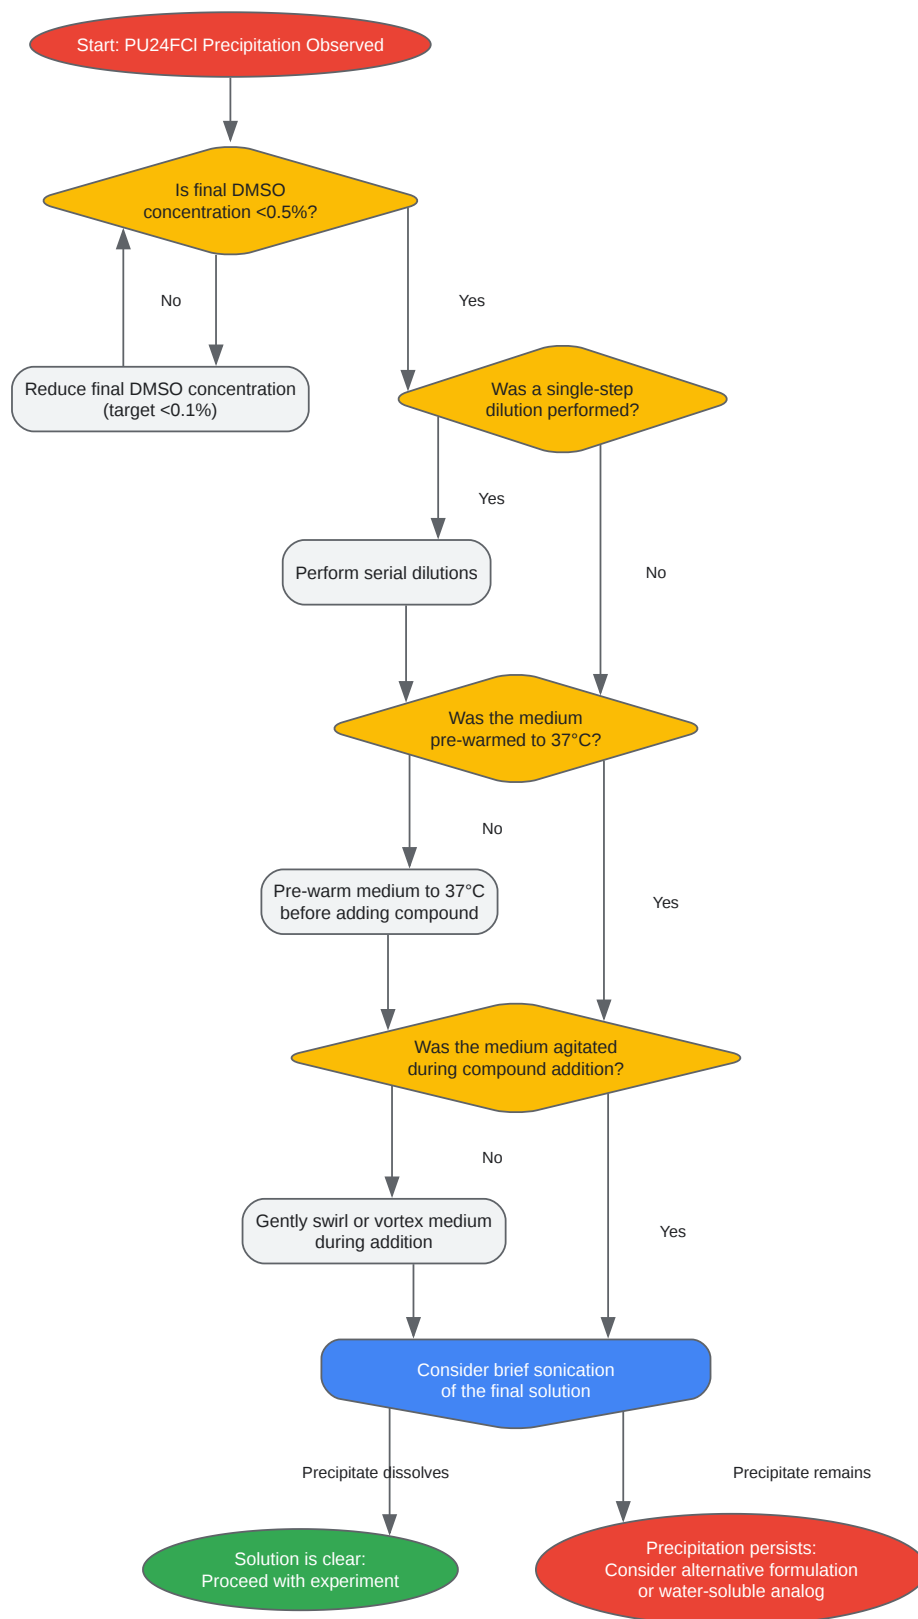 Start: PU24FCl Precipitation Observed
Is final DMSO
concentration <0.5%?
No
Yes
Reduce final DMSO concentration
(target <0.1%)
Was a single-step
dilution performed?
Yes
No
Perform serial dilutions
Was the medium
pre-warmed to 37°C?
No
Yes
Pre-warm medium to 37°C
before adding compound
Was the medium agitated
during compound addition?
No
Yes
Gently swirl or vortex medium
during addition
Consider brief sonication
of the final solution
Precipitate dissolves
Precipitate remains
Solution is clear:
Proceed with experiment
Precipitation persists:
Consider alternative formulation
or water-soluble analog